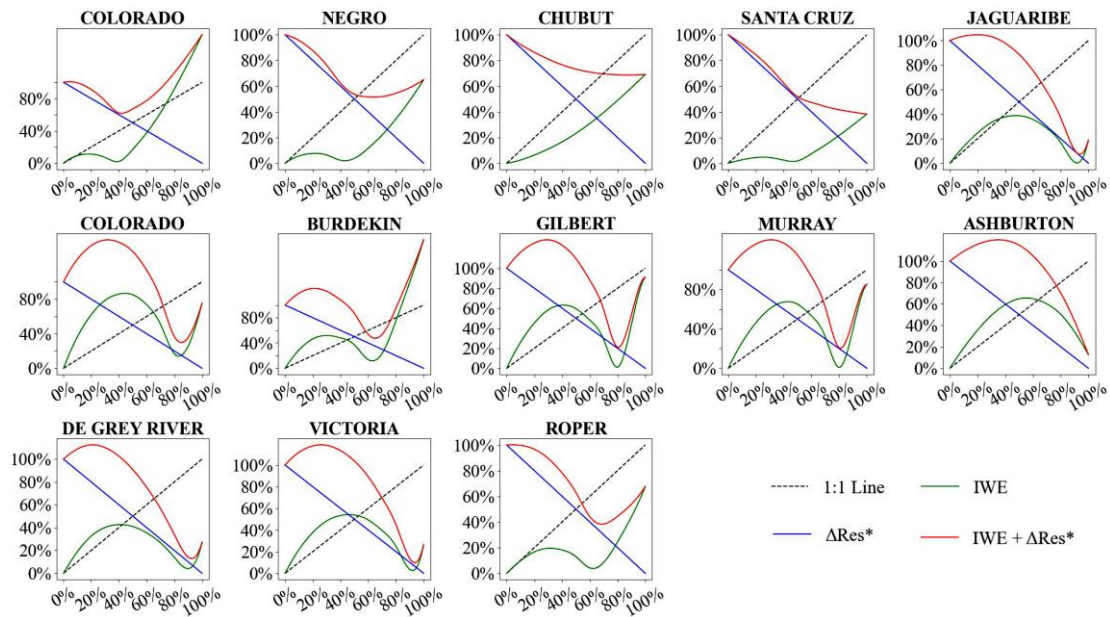 COLORADO NEGRO CHUBUT SANTA CRUZ JAGUARIBE
80% 100% 100% 100% 100%
40% 80% 80% 80% 80%
0% 60% 60% 60% 60%
40% 40% 40% 40%
20% 20% 20% 20%
0% 0% 0% 0%
0% 20% 40% 60% 80% 100% 0% 20% 40% 60% 80% 100% 0% 20% 40% 60% 80% 100% 0% 20% 40% 60% 80% 100% 0% 20% 40% 60% 80% 100%
COLORADO BURDEKIN GILBERT MURRAY ASHBURTON
80% 80% 100% 80% 100%
40% 40% 80% 40% 80%
0% 0% 60% 0% 60%
40% 40%
20% 20%
0% 0%
0% 20% 40% 60% 80% 100% 0% 20% 40% 60% 80% 100% 0% 20% 40% 60% 80% 100% 0% 20% 40% 60% 80% 100% 0% 20% 40% 60% 80% 100%
DE GREY RIVER VICTORIA ROPER
100% 100% 100%
80% 80% 80%
60% 60% 60%
40% 40% 40%
20% 20% 20%
0% 0% 0%
0% 20% 40% 60% 80% 100% 0% 20% 40% 60% 80% 100% 0% 20% 40% 60% 80% 100%
1:1 Line IWE
ΔRes* IWE + ΔRes*